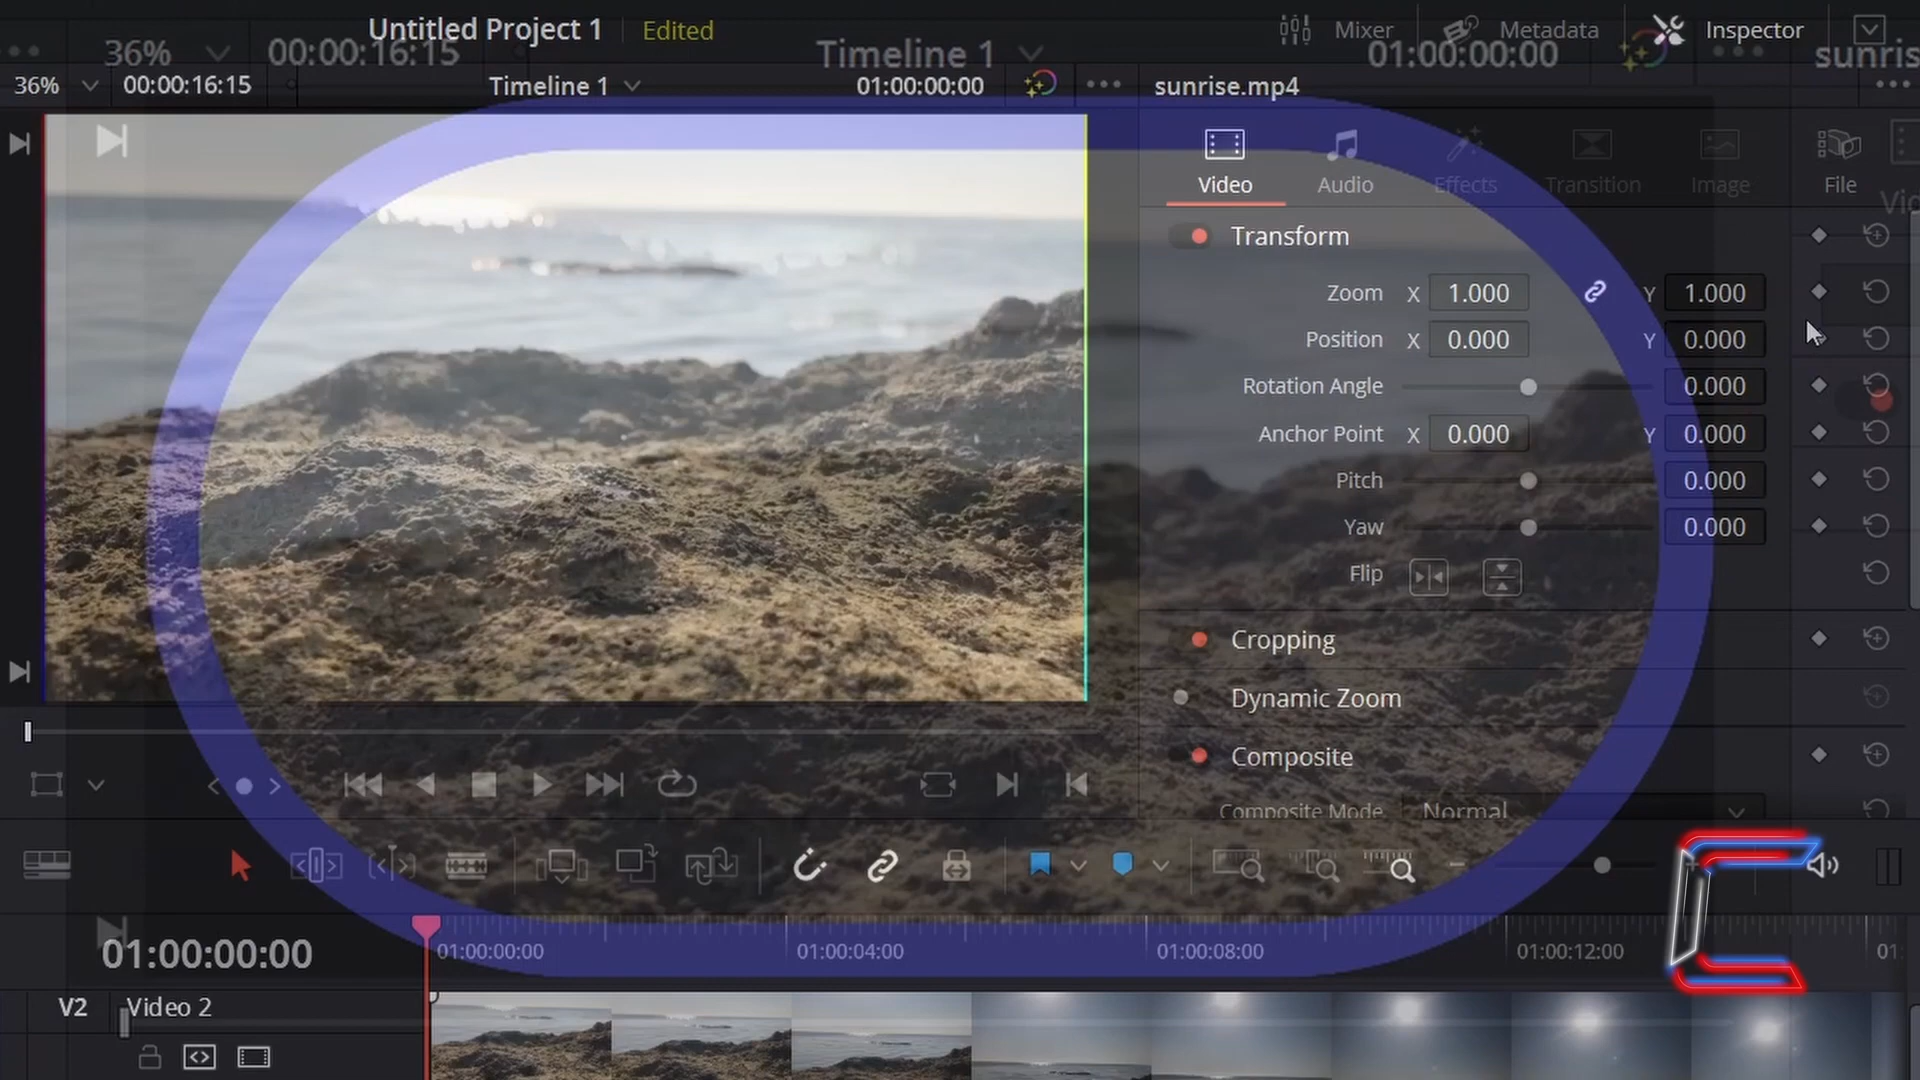 Untitled Project 1
Edited
Mixer
Metadata
Inspector
36%
00:00:16:15
Timeline 1
01:00:00:00
sunris
36%
00:00:16:15
Timeline 1
01:00:00:00
sunrise.mp4
Video
Audio
Effects
Transition
Image
File
Vid
Transform
Zoom X 1.000 Y 1.000
Position X 0.000 Y 0.000
Rotation Angle 0.000
Anchor Point X 0.000 Y 0.000
Pitch 0.000
Yaw 0.000
Flip
Cropping
Dynamic Zoom
Composite
Composite Mode Normal
01:00:00:00
01:00:00:00
01:00:04:00
01:00:08:00
01:00:12:00
01:
V2 Video 2